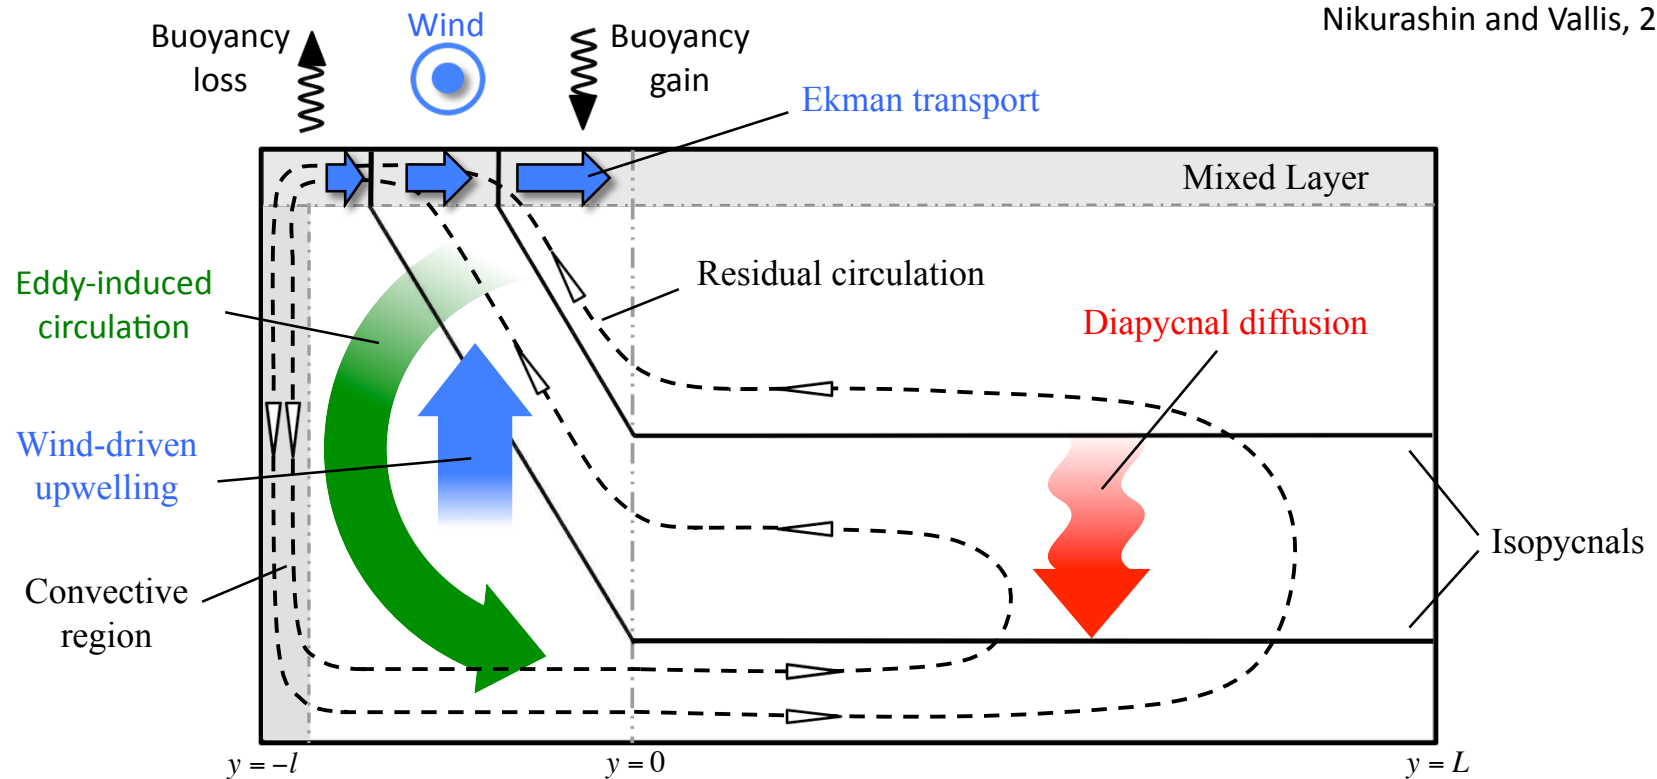 Nikurashin and Vallis, 2
Wind
Buoyancy
loss
Buoyancy
gain
Ekman transport
Mixed Layer
Eddy-induced
circulation
Residual circulation
Diapycnal diffusion
Wind-driven
upwelling
Isopycnals
Convective
region
y = -l
y = 0
y = L